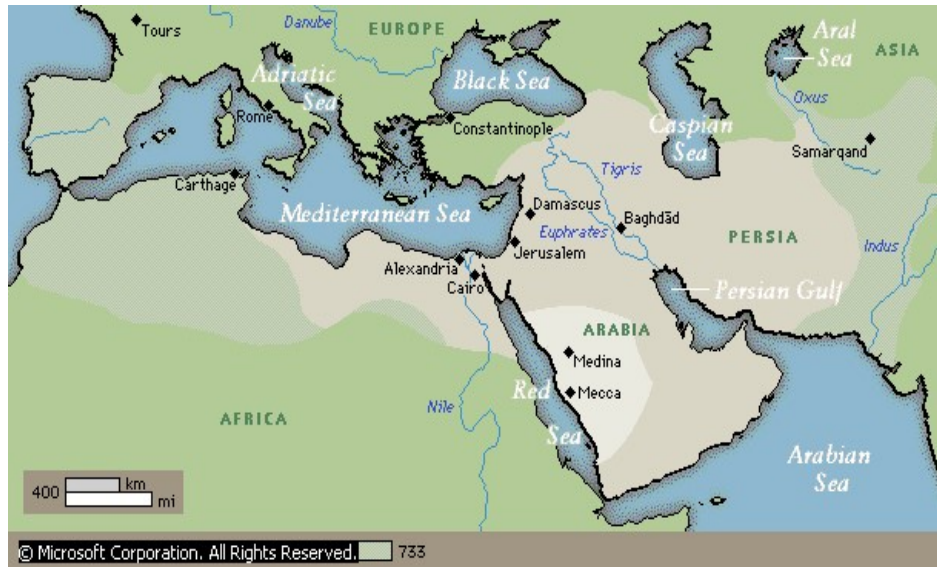 Tours
Danube
EUROPE
Aral
Sea
ASIA
Adriatic
Sea
Black Sea
Oxus
Rome
Constantinople
Caspian
Sea
Samarqand
Carthage
Tigris
Mediterranean Sea
Damascus
Baghdād
Euphrates
PERSIA
Indus
Jerusalem
Alexandria
Cairo
Persian Gulf
ARABIA
Medina
Red
Sea
Mecca
Nile
AFRICA
Arabian
Sea
400 km
mi
© Microsoft Corporation. All Rights Reserved. 733